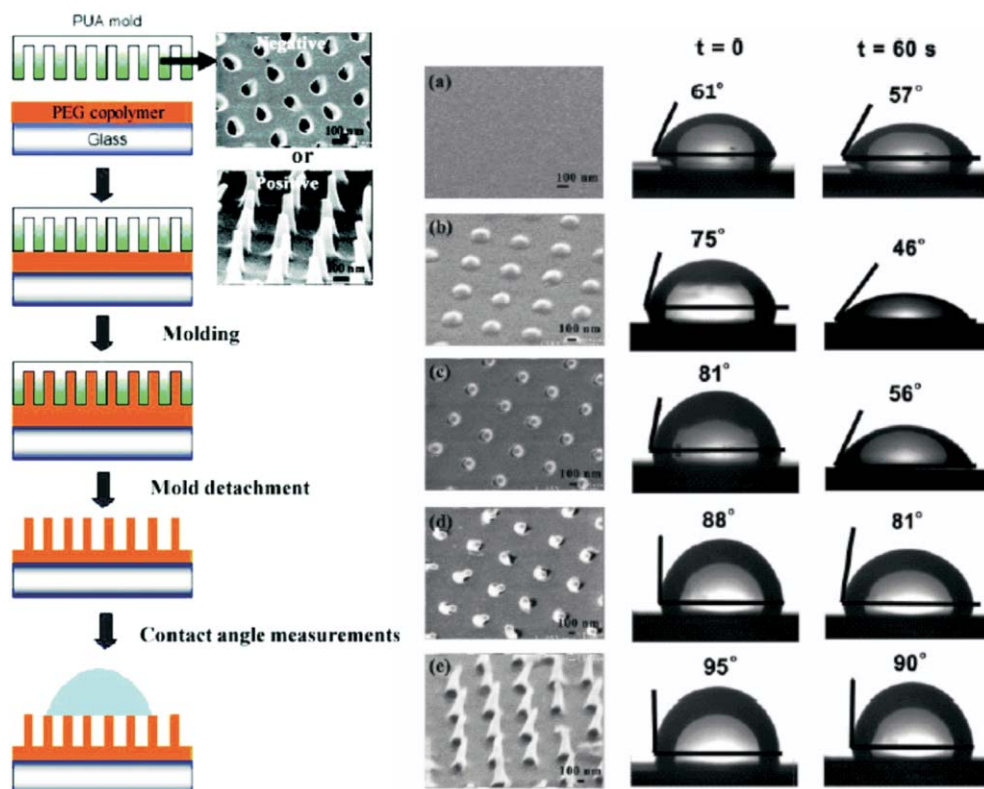 PUA mold
Negative
100 nm
PEG copolymer
Glass
or
Positive
100 nm
Molding
Mold detachment
Contact angle measurements
t = 0
t = 60 s
(a)
100 nm
61°
57°
(b)
100 nm
75°
46°
(c)
100 nm
81°
56°
(d)
100 nm
88°
81°
(e)
100 nm
95°
90°